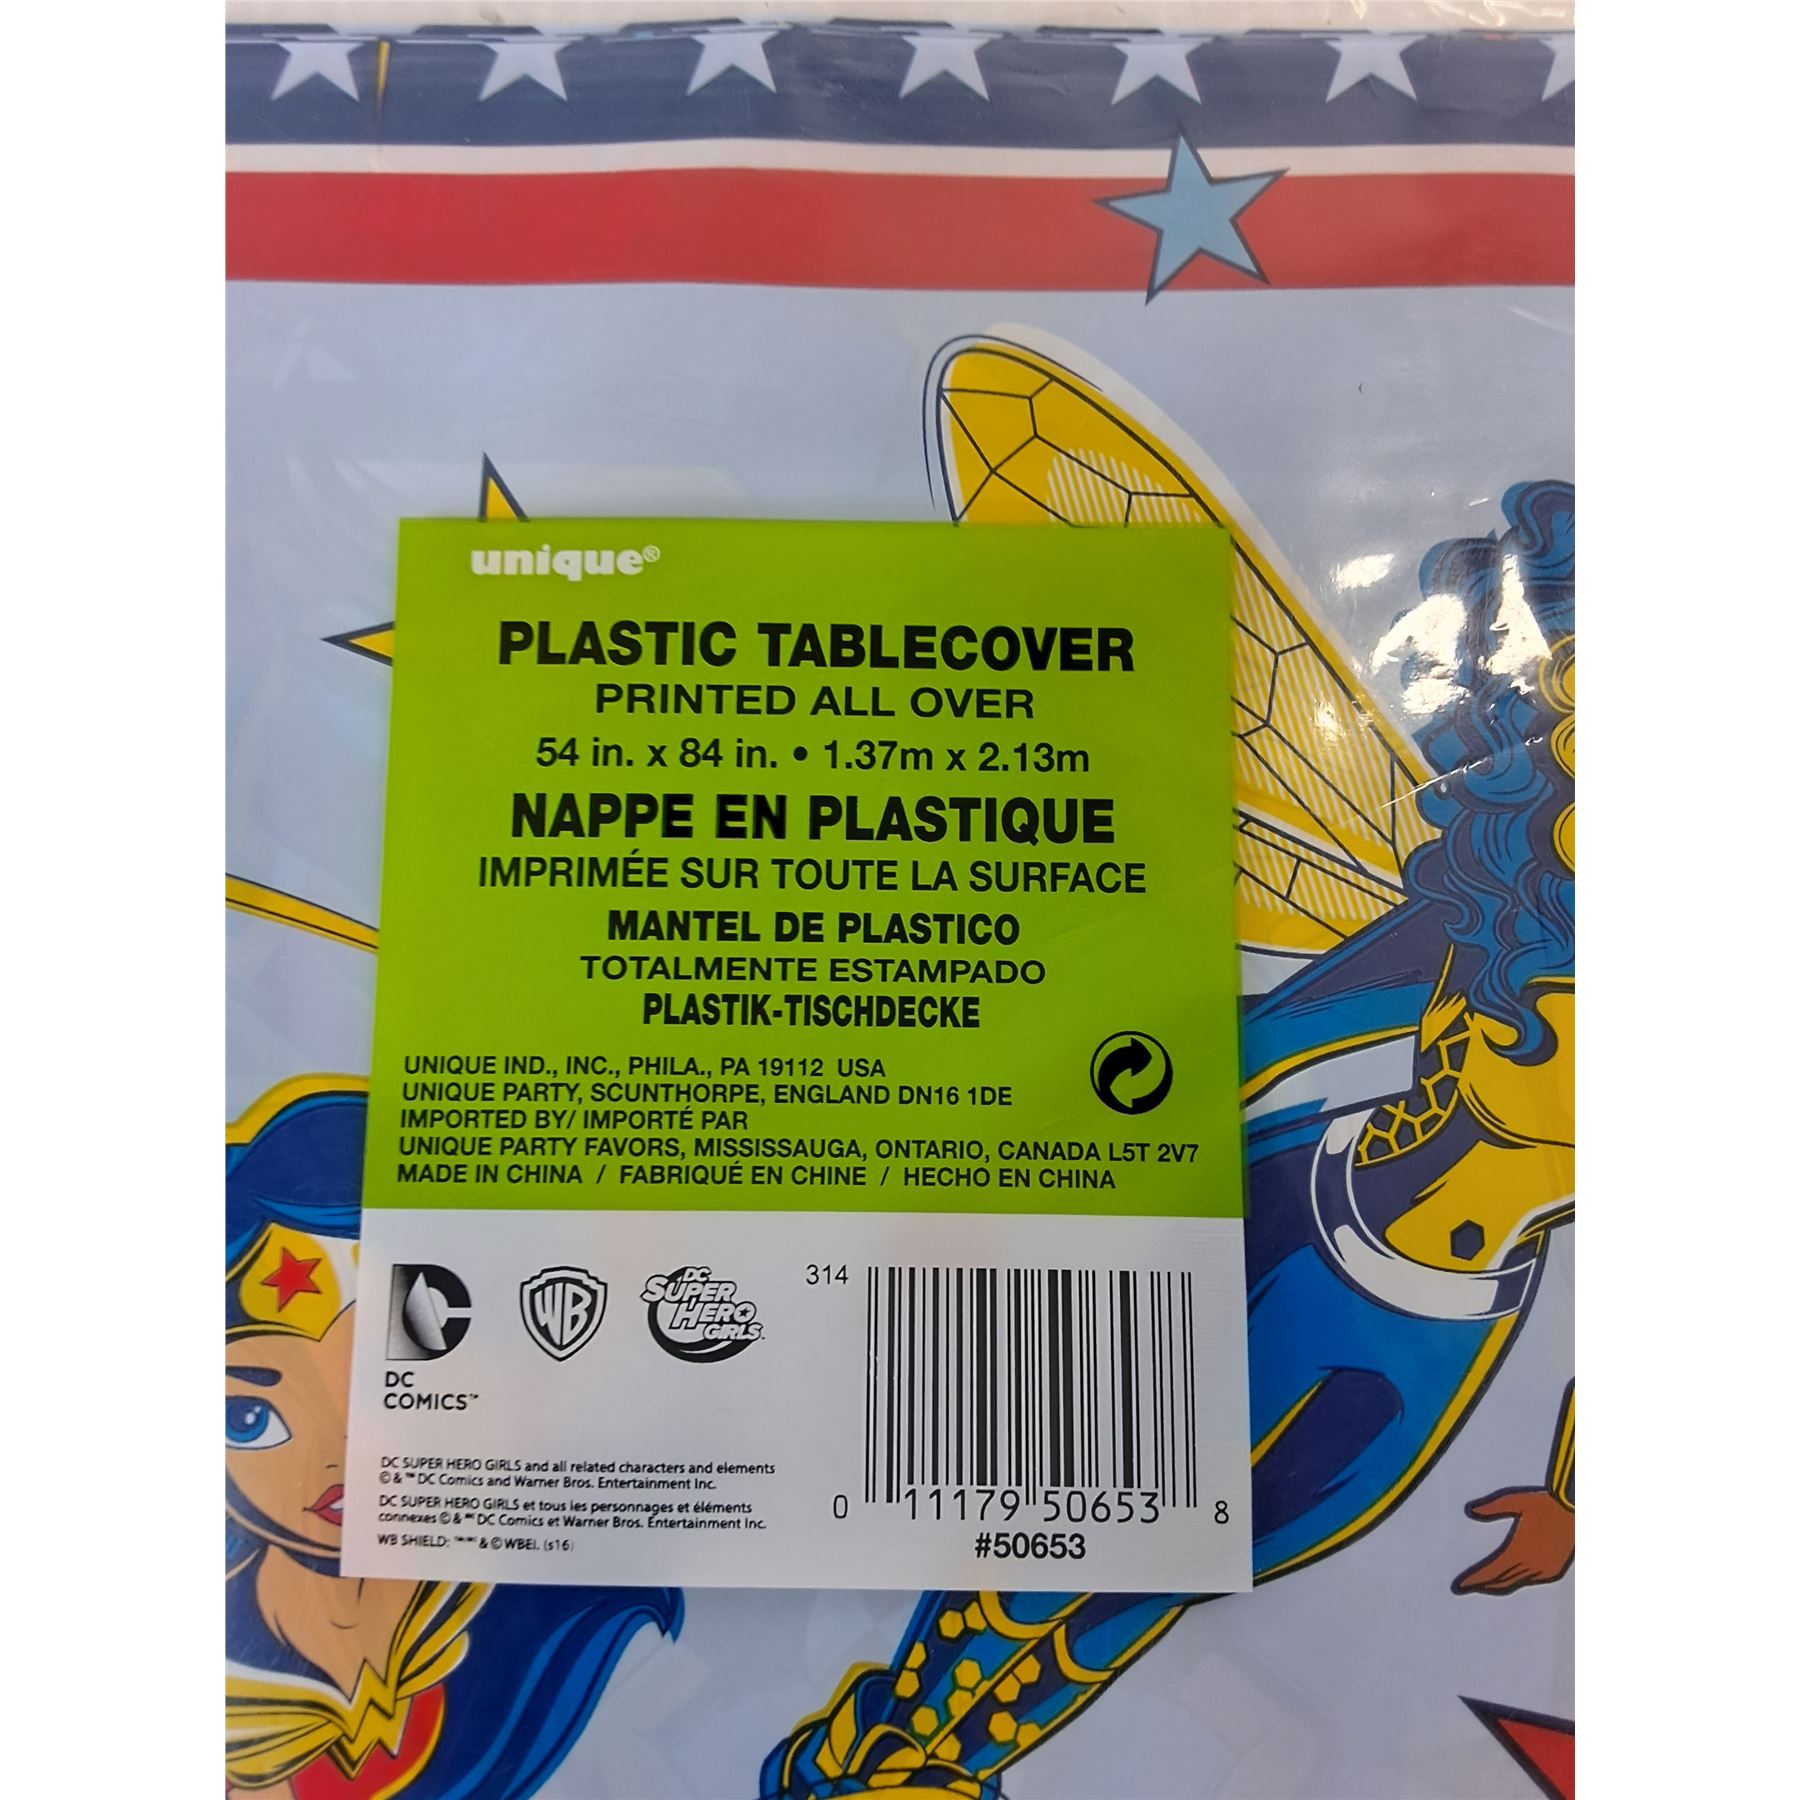 unique®
PLASTIC TABLECOVER
PRINTED ALL OVER
54 in. x 84 in. • 1.37m x 2.13m
NAPPE EN PLASTIQUE
IMPRIMÉE SUR TOUTE LA SURFACE
MANTEL DE PLASTICO
TOTALMENTE ESTAMPADO
PLASTIK-TISCHDECKE
UNIQUE IND., INC., PHILA., PA 19112 USA
UNIQUE PARTY, SCUNTHORPE, ENGLAND DN16 1DE
IMPORTED BY/ IMPORTÉ PAR
UNIQUE PARTY FAVORS, MISSISSAUGA, ONTARIO, CANADA L5T 2V7
MADE IN CHINA / FABRIQUÉ EN CHINE / HECHO EN CHINA
DC
COMICS™
WB
DC
SUPER
HERO
GIRLS
314
DC SUPER HERO GIRLS and all related characters and elements
© & ™ DC Comics and Warner Bros. Entertainment Inc.
DC SUPER HERO GIRLS et tous les personnages et éléments
connexes © & ™ DC Comics et Warner Bros. Entertainment Inc.
WB SHIELD: & © WBEI. (s16)
0 11179 50653 8
#50653